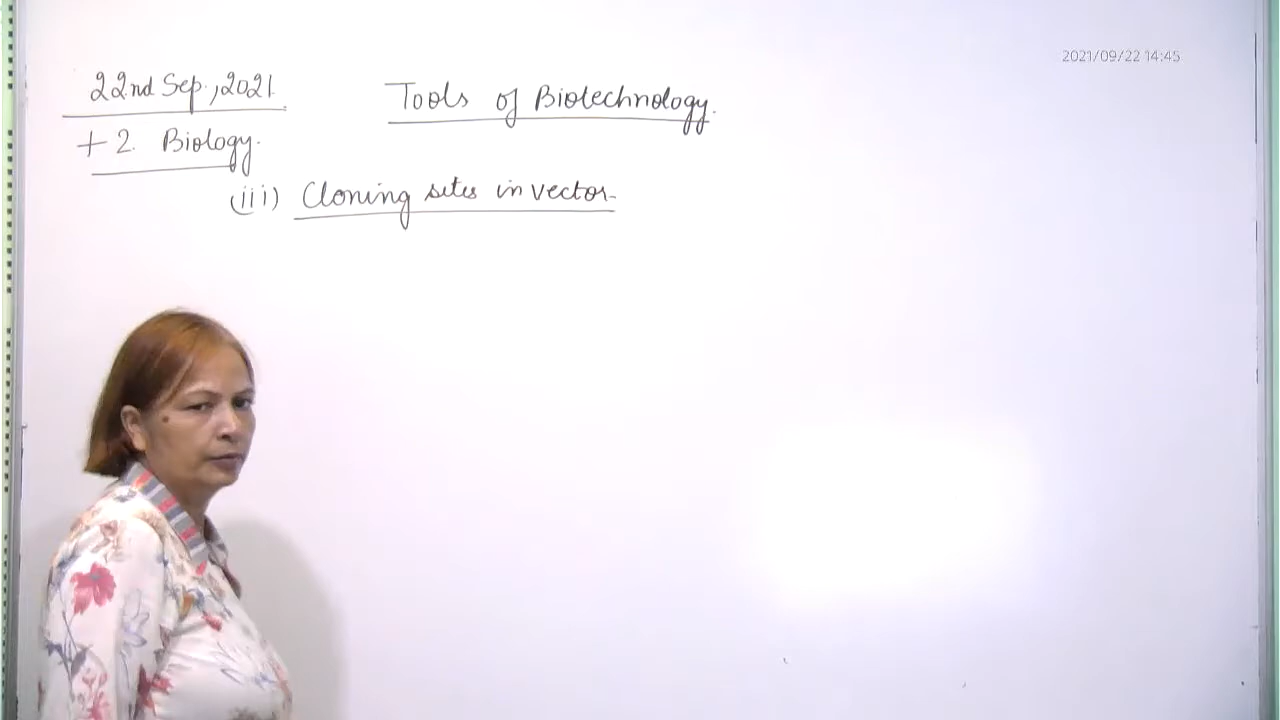 2021/09/22 14:45
22nd Sep., 2021
Tools of Biotechnology.
+2. Biology.
(iii) Cloning sites in vector.